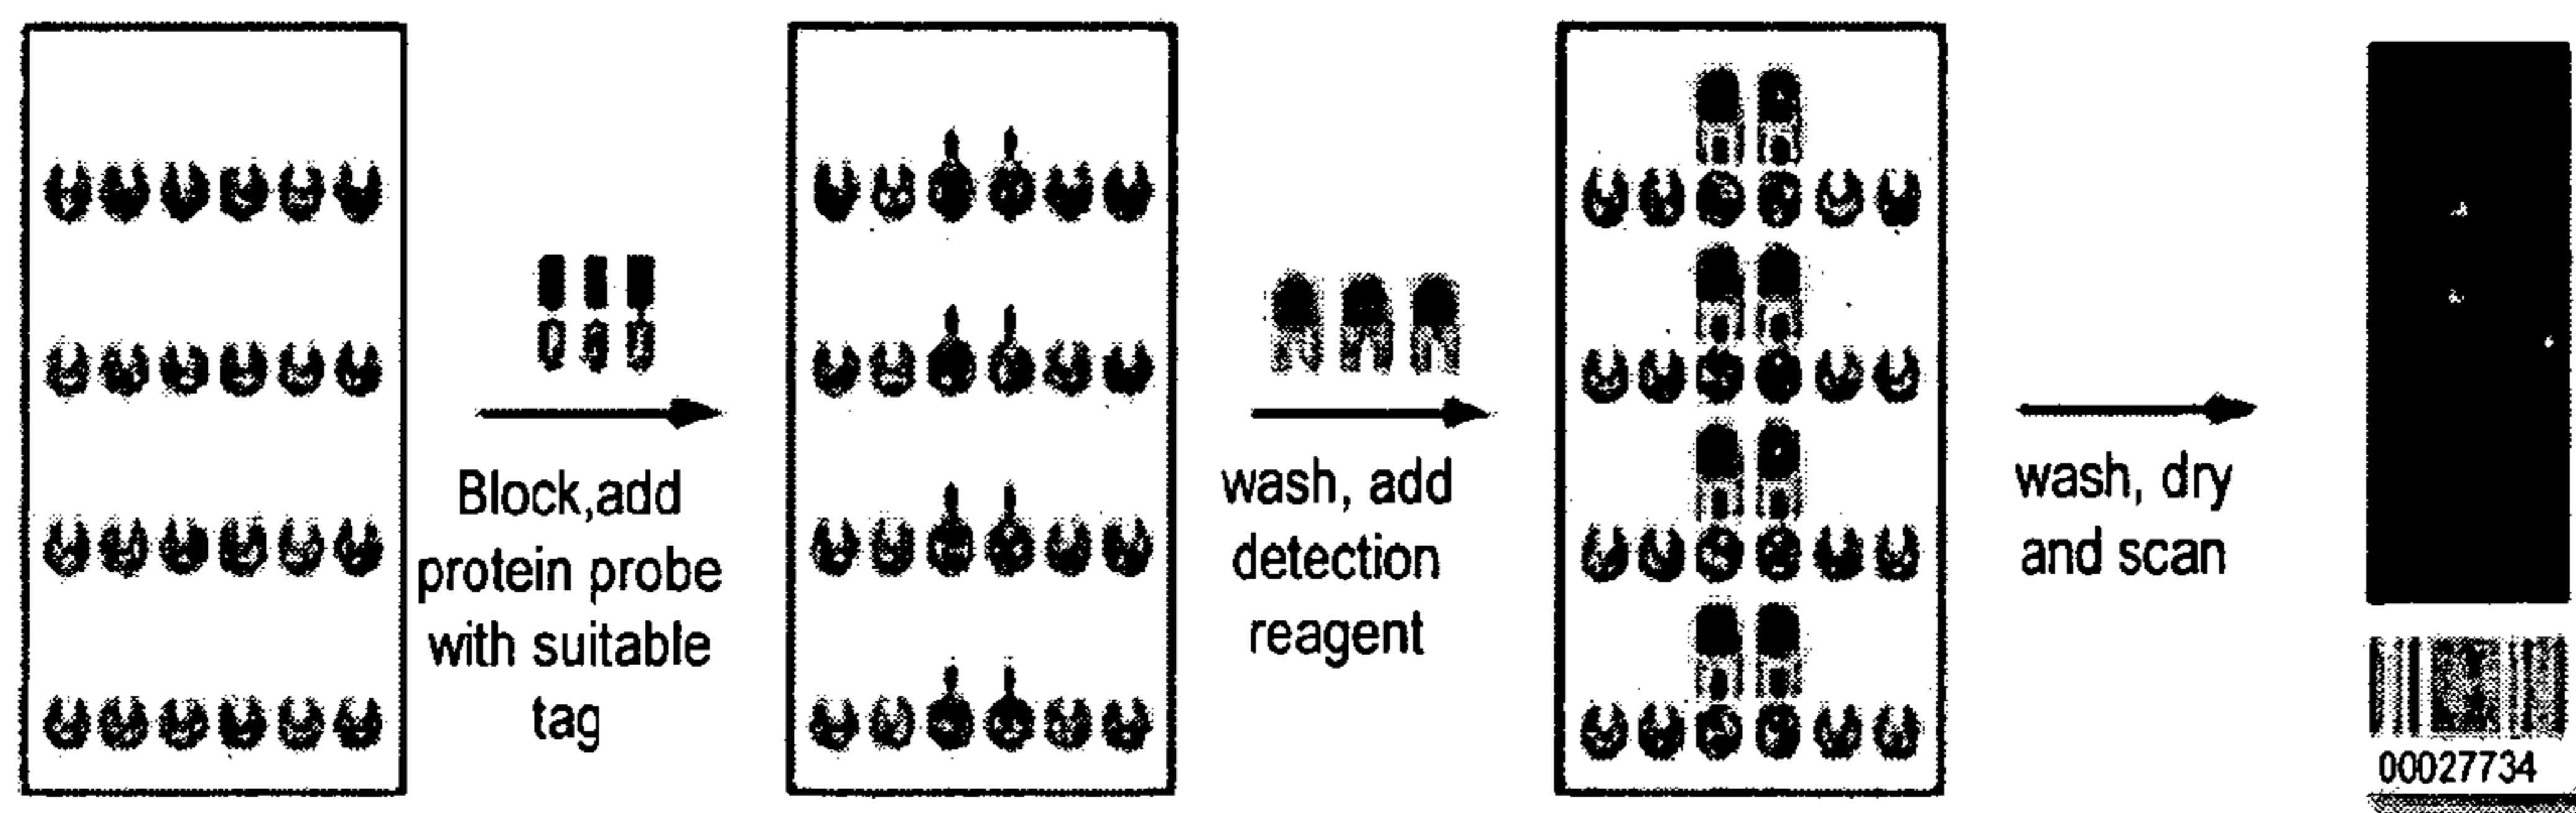 Block,add
protein probe
with suitable
tag
wash, add
detection
reagent
wash, dry
and scan
00027734